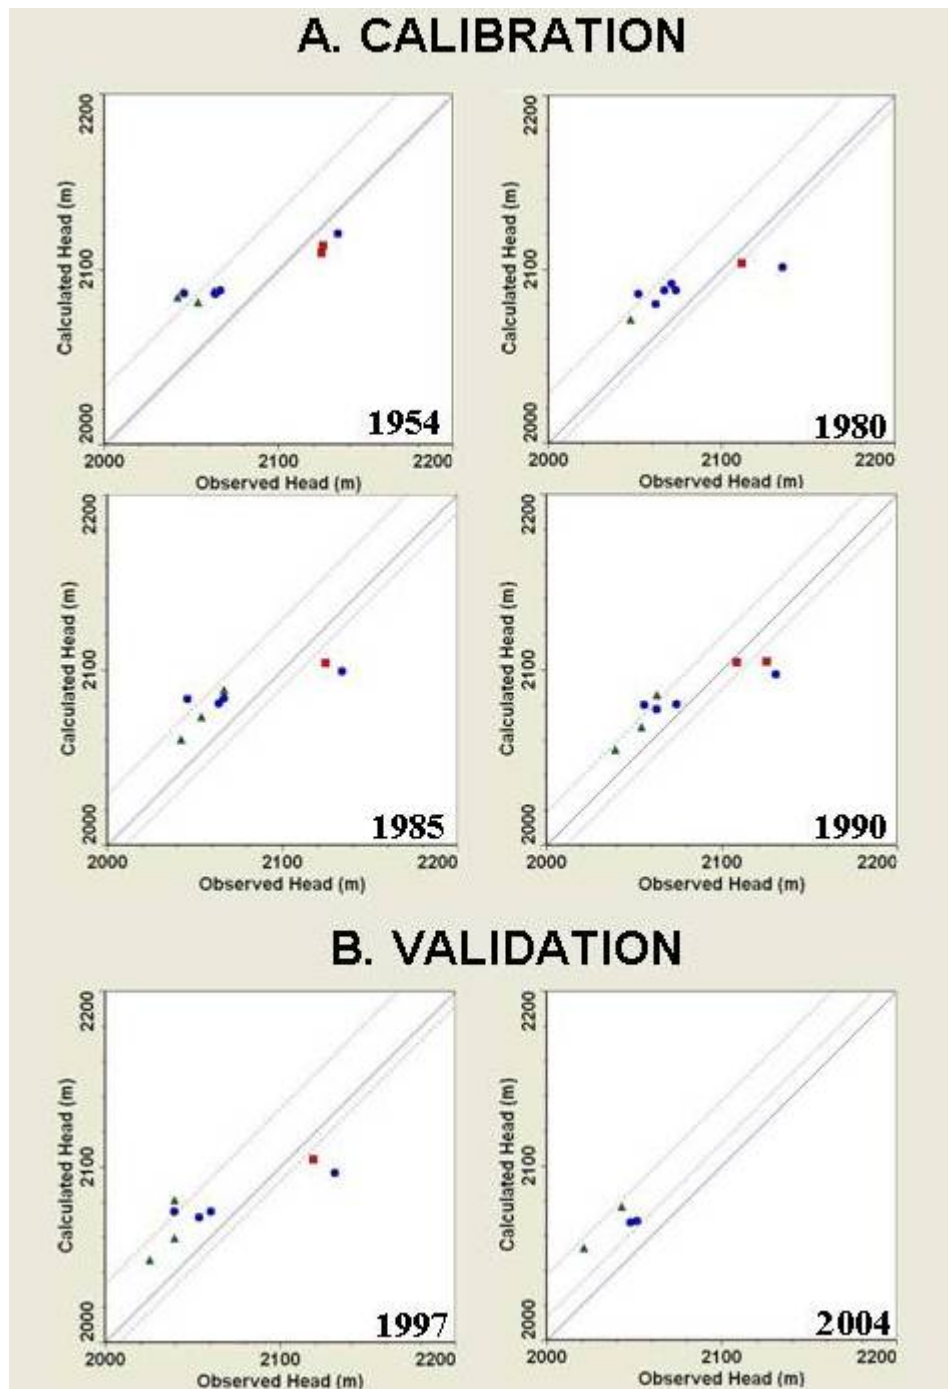 A. CALIBRATION
2200
Calculated Head (m)
2100
2000
1954
2000 2100 2200
Observed Head (m)
2200
Calculated Head (m)
2100
2000
1980
2000 2100 2200
Observed Head (m)
2200
Calculated Head (m)
2100
2000
1985
2000 2100 2200
Observed Head (m)
2200
Calculated Head (m)
2100
2000
1990
2000 2100 2200
Observed Head (m)
B. VALIDATION
2200
Calculated Head (m)
2100
2000
1997
2000 2100 2200
Observed Head (m)
2200
Calculated Head (m)
2100
2000
2004
2000 2100 2200
Observed Head (m)